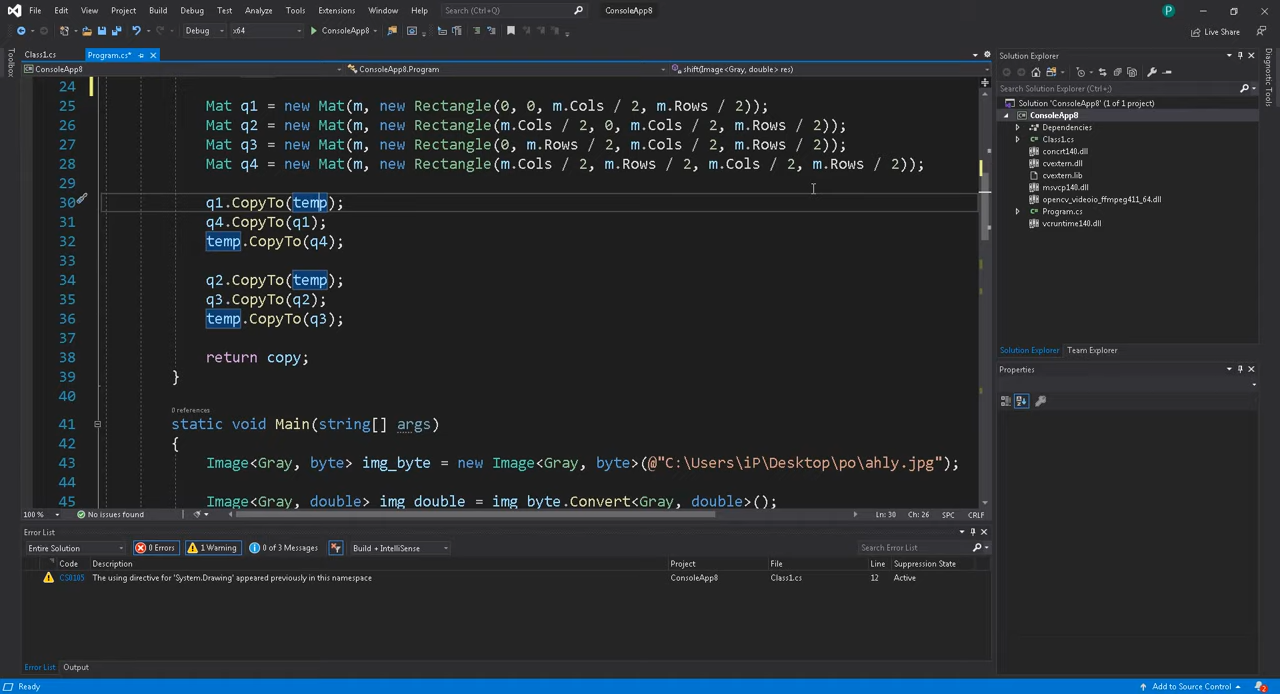 File Edit View Project Build Debug Test Analyze Tools Extensions Window Help Search (Ctrl+Q) ConsoleApp8 P
Debug x64 ConsoleApp8 Live Share
Class1.cs Program.cs*
ConsoleApp8 ConsoleApp8.Program shift(Image<Gray, double> res)
24
25 Mat q1 = new Mat(m, new Rectangle(0, 0, m.Cols / 2, m.Rows / 2));
26 Mat q2 = new Mat(m, new Rectangle(m.Cols / 2, 0, m.Cols / 2, m.Rows / 2));
27 Mat q3 = new Mat(m, new Rectangle(0, m.Rows / 2, m.Cols / 2, m.Rows / 2));
28 Mat q4 = new Mat(m, new Rectangle(m.Cols / 2, m.Rows / 2, m.Cols / 2, m.Rows / 2));
29
30 q1.CopyTo(temp);
31 q4.CopyTo(q1);
32 temp.CopyTo(q4);
33
34 q2.CopyTo(temp);
35 q3.CopyTo(q2);
36 temp.CopyTo(q3);
37
38 return copy;
39 }
40
0 references
41 static void Main(string[] args)
42 {
43 Image<Gray, byte> img_byte = new Image<Gray, byte>(@"C:\Users\iP\Desktop\po\ahly.jpg");
44
45 Image<Gray, double> img_double = img_byte.Convert<Gray, double>();
100 % No issues found Ln: 30 Ch: 26 SPC CRLF
Toolbox
Solution Explorer
Search Solution Explorer (Ctrl+;)
Solution 'ConsoleApp8' (1 of 1 project)
ConsoleApp8
Dependencies
Class1.cs
concrt140.dll
cvextern.dll
cvextern.lib
msvcp140.dll
opencv_videoio_ffmpeg411_64.dll
Program.cs
vcruntime140.dll
Solution Explorer Team Explorer
Properties
Diagnostic Tools
Error List
Entire Solution 0 Errors 1 Warning 0 of 3 Messages Build + IntelliSense Search Error List
Code Description Project File Line Suppression State
CS0105 The using directive for 'System.Drawing' appeared previously in this namespace ConsoleApp8 Class1.cs 12 Active
Error List Output
Ready Add to Source Control 2